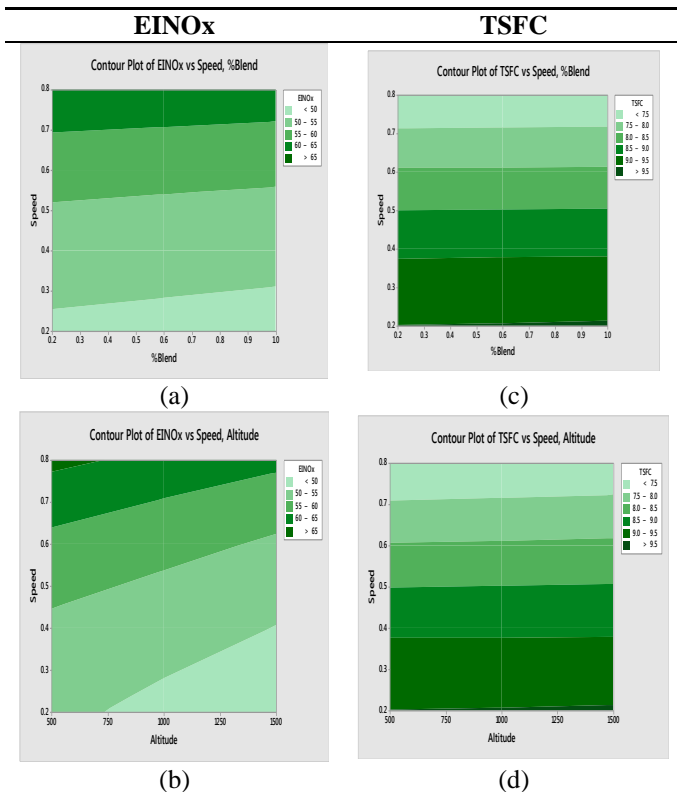 EINOx TSFC
Contour Plot of EINOx vs Speed, %Blend
EINOx
< 50
50 – 55
55 – 60
60 – 65
> 65
Speed
0.8
0.7
0.6
0.5
0.4
0.3
0.2
0.2 0.3 0.4 0.5 0.6 0.7 0.8 0.9 1.0
%Blend
(a)
Contour Plot of TSFC vs Speed, %Blend
TSFC
< 7.5
7.5 – 8.0
8.0 – 8.5
8.5 – 9.0
9.0 – 9.5
> 9.5
Speed
0.8
0.7
0.6
0.5
0.4
0.3
0.2
0.2 0.3 0.4 0.5 0.6 0.7 0.8 0.9 1.0
%Blend
(c)
Contour Plot of EINOx vs Speed, Altitude
EINOx
< 50
50 – 55
55 – 60
60 – 65
> 65
Speed
0.8
0.7
0.6
0.5
0.4
0.3
0.2
500 750 1000 1250 1500
Altitude
(b)
Contour Plot of TSFC vs Speed, Altitude
TSFC
< 7.5
7.5 – 8.0
8.0 – 8.5
8.5 – 9.0
9.0 – 9.5
> 9.5
Speed
0.8
0.7
0.6
0.5
0.4
0.3
0.2
500 750 1000 1250 1500
Altitude
(d)